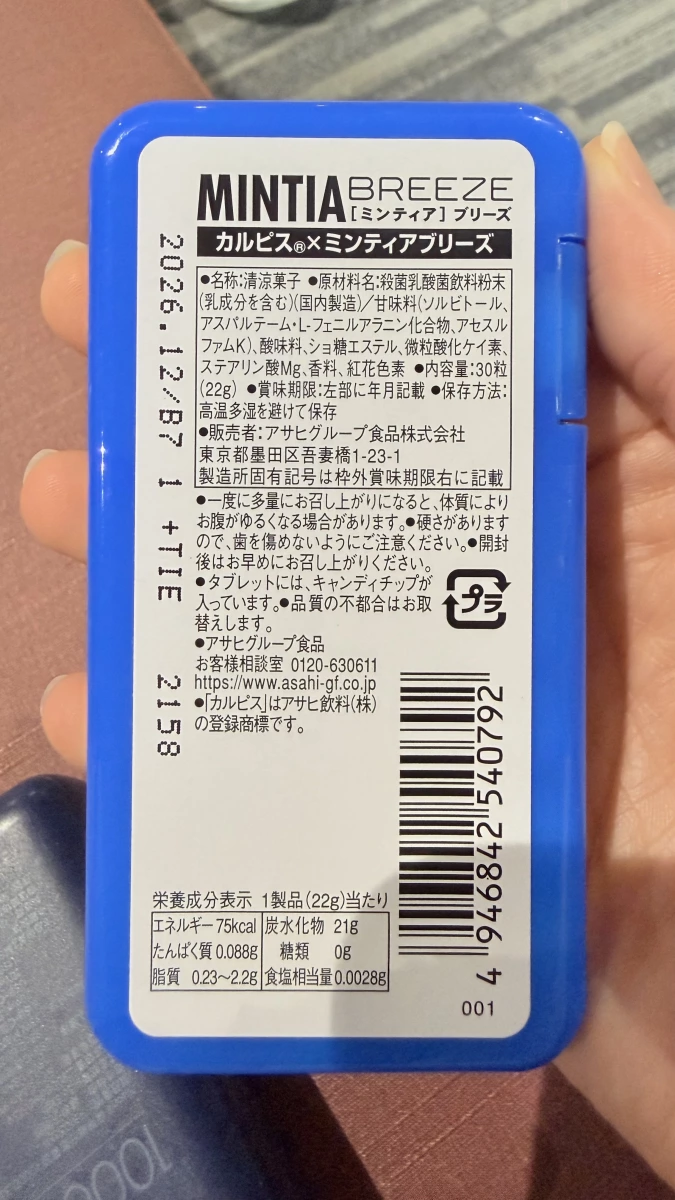 MINTIA BREEZE
[ミンティア] ブリーズ
カルピス®×ミンティアブリーズ
●名称:清涼菓子 ●原材料名:殺菌乳酸菌飲料粉末
(乳成分を含む)(国内製造)/甘味料(ソルビトール、
アスパルテーム・L-フェニルアラニン化合物、アセスル
ファムK)、酸味料、ショ糖エステル、微粒酸化ケイ素、
ステアリン酸Mg、香料、紅花色素 ●内容量:30粒
(22g) ●賞味期限:左部に年月記載 ●保存方法:
高温多湿を避けて保存
●販売者:アサヒグループ食品株式会社
東京都墨田区吾妻橋1-23-1
製造所固有記号は枠外賞味期限右に記載
●一度に多量にお召し上がりになると、体質により
お腹がゆるくなる場合があります。●硬さがあります
ので、歯を傷めないようにご注意ください。●開封
後はお早めにお召し上がりください。
●タブレットには、キャンディチップが
入っています。●品質の不都合はお取
替えします。
プラ
●アサヒグループ食品
お客様相談室 0120-630611
https://www.asahi-gf.co.jp
●「カルピス」はアサヒ飲料(株)
の登録商標です。
2026.12/B7 1 +TIE 2158
4 946842 540792
栄養成分表示 1製品(22g)当たり
エネルギー 75kcal 炭水化物 21g
たんぱく質 0.088g 糖類 0g
脂質 0.23〜2.2g 食塩相当量 0.0028g
001